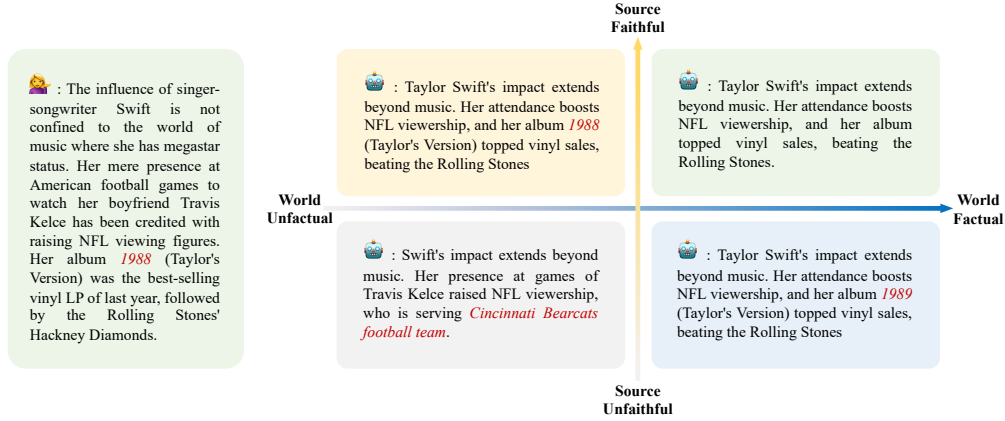 Source
Faithful
: The influence of singer-
songwriter Swift is not
confined to the world of
music where she has megastar
status. Her mere presence at
American football games to
watch her boyfriend Travis
Kelce has been credited with
raising NFL viewing figures.
Her album 1988 (Taylor's
Version) was the best-selling
vinyl LP of last year, followed
by the Rolling Stones'
Hackney Diamonds.
: Taylor Swift's impact extends
beyond music. Her attendance boosts
NFL viewership, and her album 1988
(Taylor's Version) topped vinyl sales,
beating the Rolling Stones
: Taylor Swift's impact extends
beyond music. Her attendance boosts
NFL viewership, and her album
topped vinyl sales, beating the
Rolling Stones.
World
Unfactual
World
Factual
: Swift's impact extends beyond
music. Her presence at games of
Travis Kelce raised NFL viewership,
who is serving Cincinnati Bearcats
football team.
: Taylor Swift's impact extends
beyond music. Her attendance boosts
NFL viewership, and her album 1989
(Taylor's Version) topped vinyl sales,
beating the Rolling Stones
Source
Unfaithful